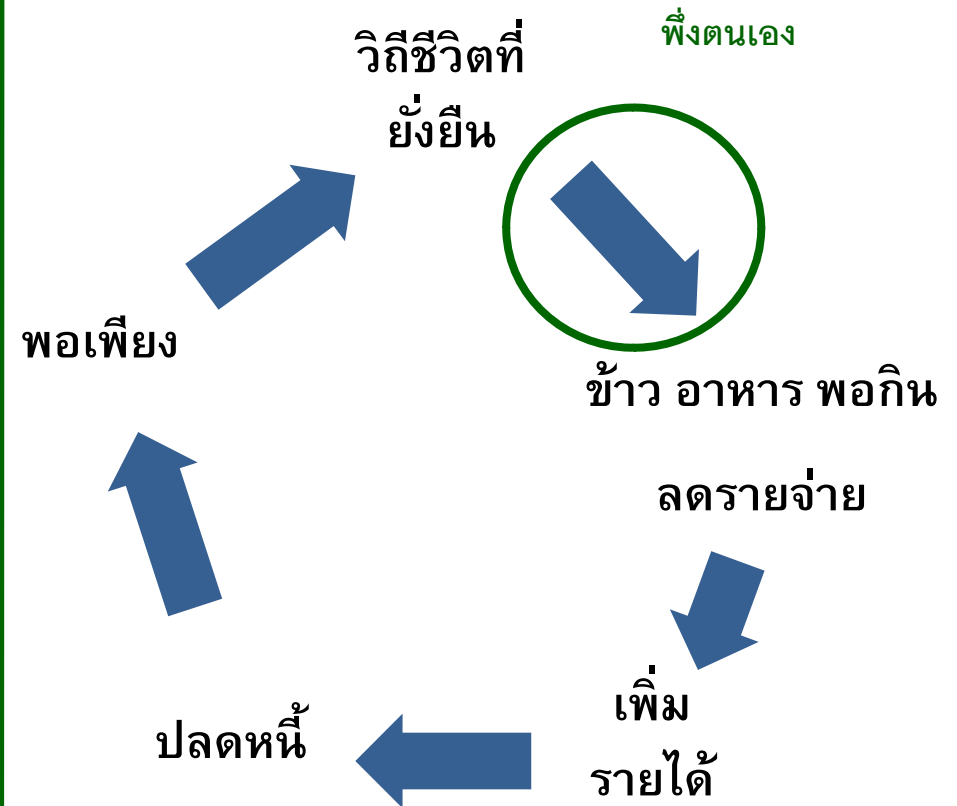 พึ่งตนเอง
วิถีชีวิตที่
ยั่งยืน
ข้าว อาหาร พอกิน
ลดรายจ่าย
เพิ่ม
รายได้
ปลดหนี้
พอเพียง